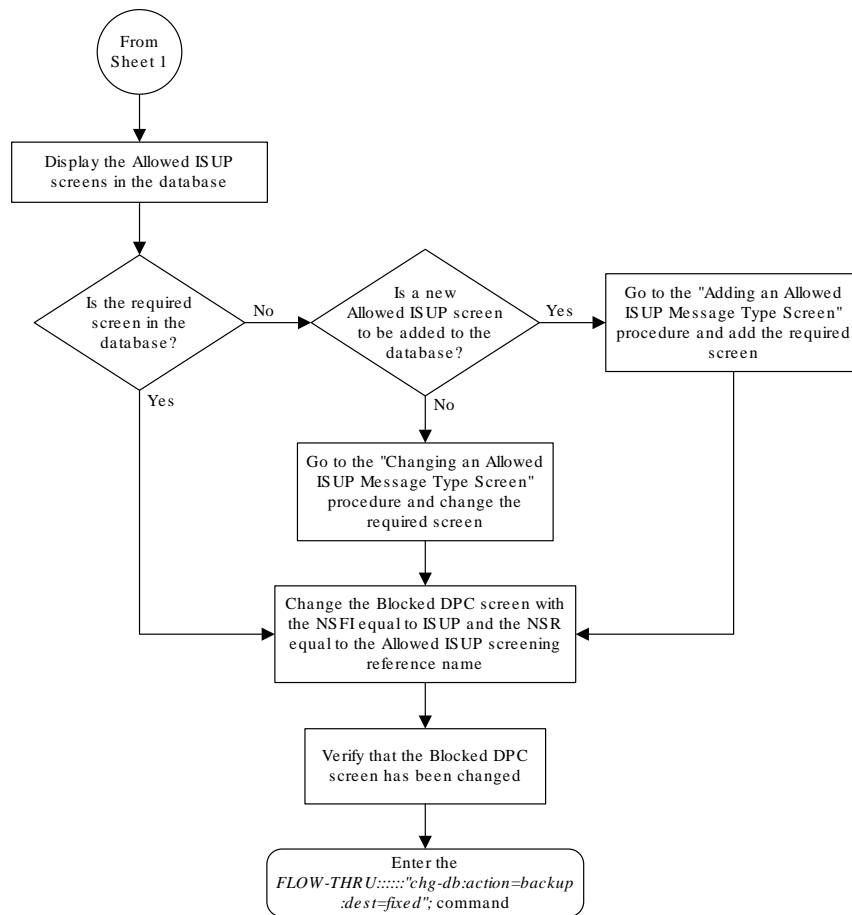 From
Sheet 1
Display the Allowed ISUP
screens in the database
Is the required
screen in the
database?
No
Yes
Is a new
Allowed ISUP screen
to be added to the
database?
Yes
No
Go to the "Adding an Allowed
ISUP Message Type Screen"
procedure and add the required
screen
Go to the "Changing an Allowed
ISUP Message Type Screen"
procedure and change the
required screen
Change the Blocked DPC screen with
the NSFI equal to ISUP and the NSR
equal to the Allowed ISUP screening
reference name
Verify that the Blocked DPC
screen has been changed
Enter the
FLOW-THRU::::::"chg-db:action=backup
:dest=fixed"; command